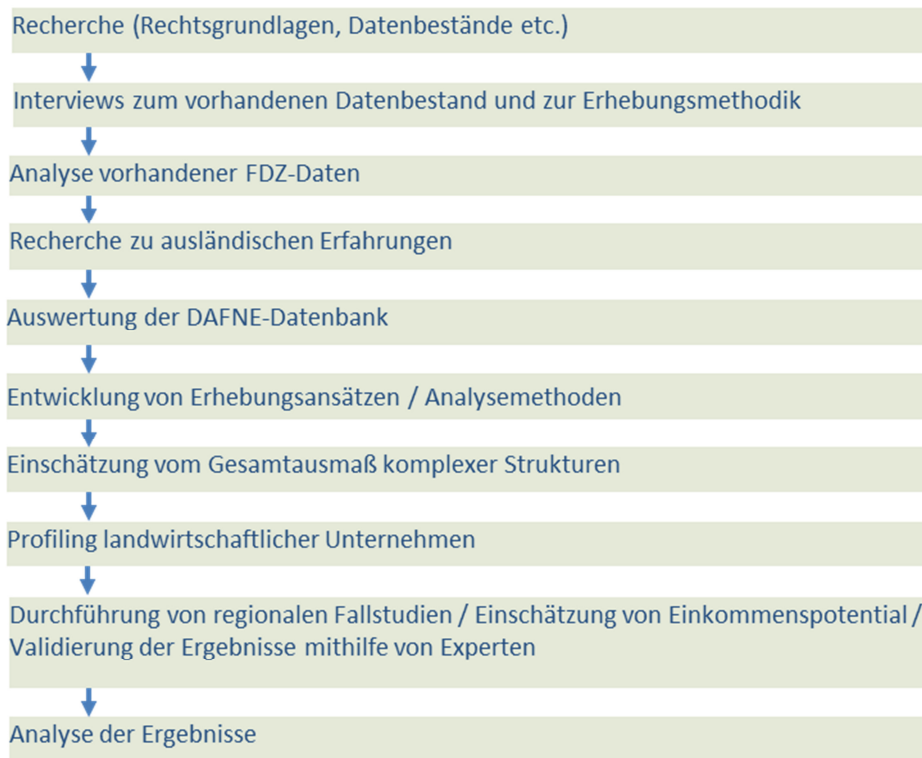 Recherche (Rechtsgrundlagen, Datenbestände etc.)
Interviews zum vorhandenen Datenbestand und zur Erhebungsmethodik
Analyse vorhandener FDZ-Daten
Recherche zu ausländischen Erfahrungen
Auswertung der DAFNE-Datenbank
Entwicklung von Erhebungsansätzen / Analysemethoden
Einschätzung vom Gesamtausmaß komplexer Strukturen
Profiling landwirtschaftlicher Unternehmen
Durchführung von regionalen Fallstudien / Einschätzung von Einkommenspotential /
Validierung der Ergebnisse mithilfe von Experten
Analyse der Ergebnisse